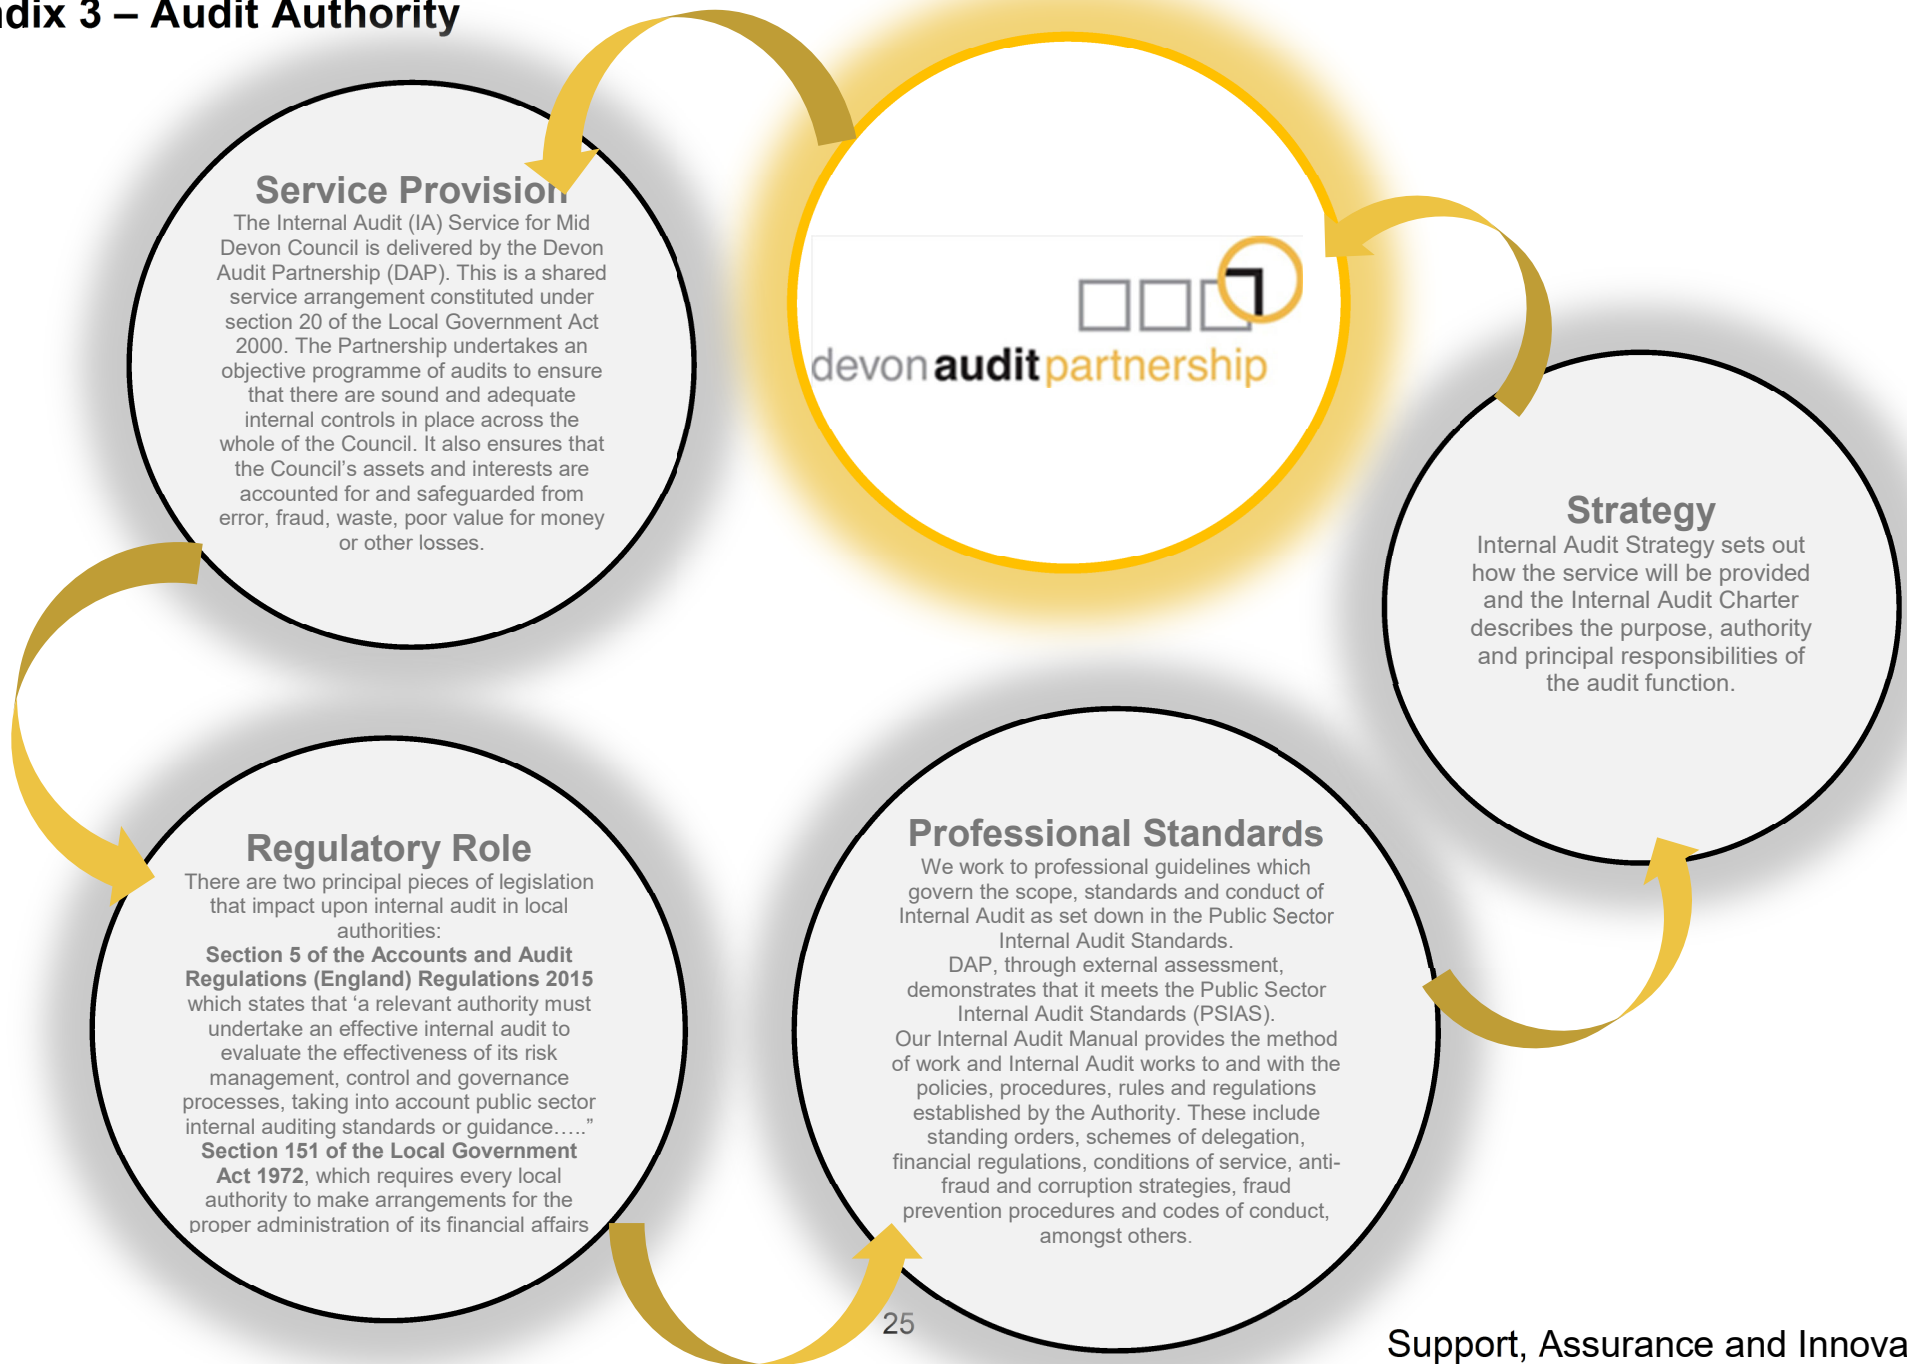 ndix 3 – Audit Authority
Service Provision
The Internal Audit (IA) Service for Mid
Devon Council is delivered by the Devon
Audit Partnership (DAP). This is a shared
service arrangement constituted under
section 20 of the Local Government Act
2000. The Partnership undertakes an
objective programme of audits to ensure
that there are sound and adequate
internal controls in place across the
whole of the Council. It also ensures that
the Council's assets and interests are
accounted for and safeguarded from
error, fraud, waste, poor value for money
or other losses.
devonauditpartnership
Strategy
Internal Audit Strategy sets out
how the service will be provided
and the Internal Audit Charter
describes the purpose, authority
and principal responsibilities of
the audit function.
Regulatory Role
There are two principal pieces of legislation
that impact upon internal audit in local
authorities:
Section 5 of the Accounts and Audit
Regulations (England) Regulations 2015
which states that ‘a relevant authority must
undertake an effective internal audit to
evaluate the effectiveness of its risk
management, control and governance
processes, taking into account public sector
internal auditing standards or guidance…..”
Section 151 of the Local Government
Act 1972, which requires every local
authority to make arrangements for the
proper administration of its financial affairs
Professional Standards
We work to professional guidelines which
govern the scope, standards and conduct of
Internal Audit as set down in the Public Sector
Internal Audit Standards.
DAP, through external assessment,
demonstrates that it meets the Public Sector
Internal Audit Standards (PSIAS).
Our Internal Audit Manual provides the method
of work and Internal Audit works to and with the
policies, procedures, rules and regulations
established by the Authority. These include
standing orders, schemes of delegation,
financial regulations, conditions of service, anti-
fraud and corruption strategies, fraud
prevention procedures and codes of conduct,
amongst others.
25
Support, Assurance and Innova